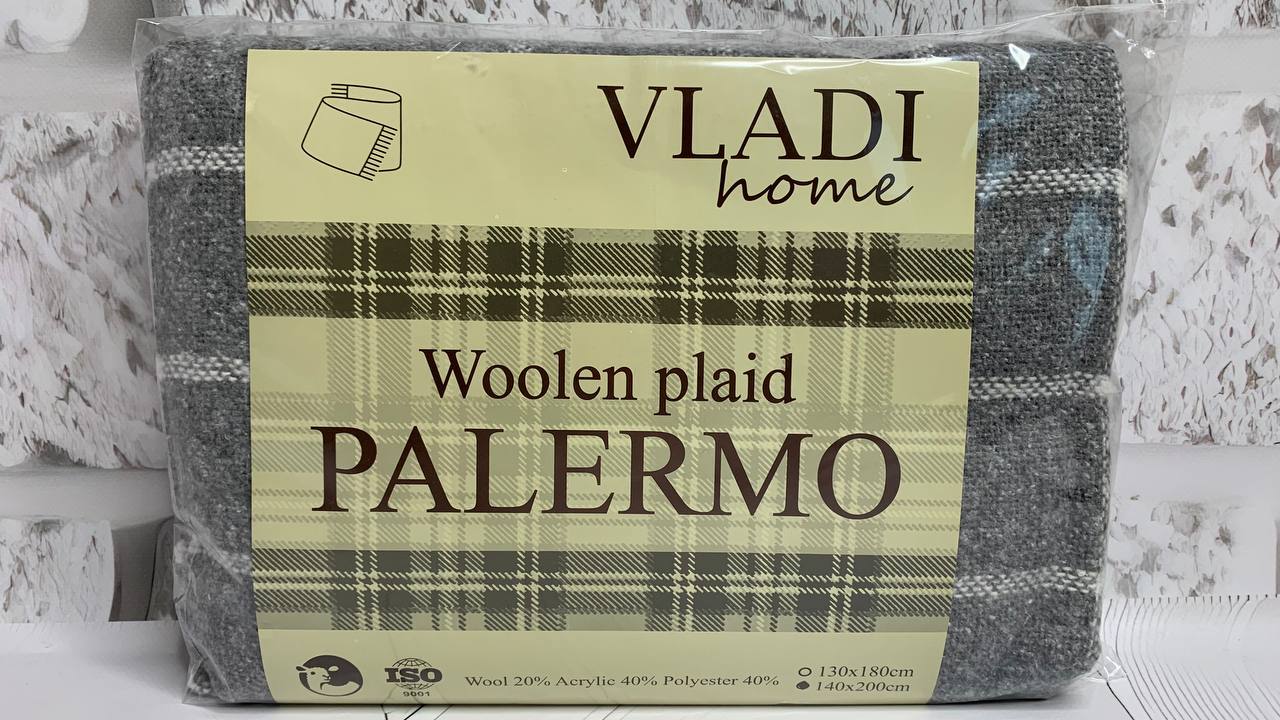 VLADI
home
Woolen plaid
PALERMO
ISO
9001
Wool 20% Acrylic 40% Polyester 40%
130x180cm
140x200cm